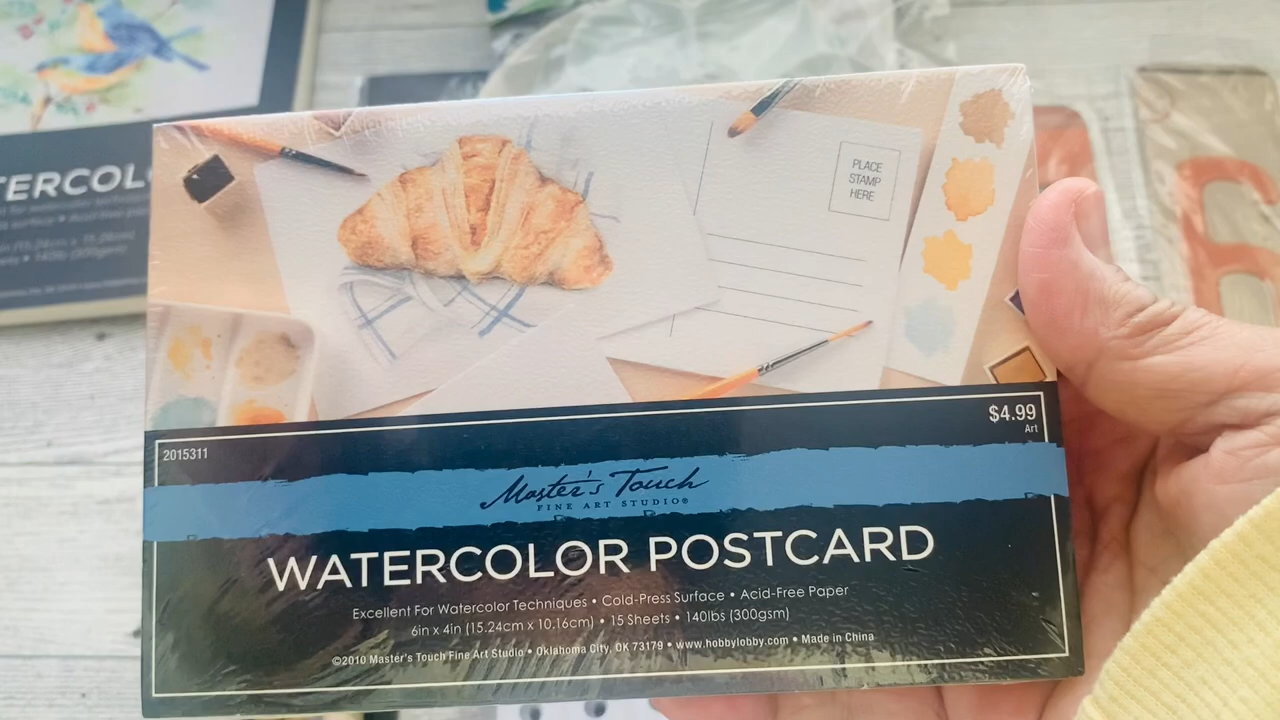 TERCOL
PLACE
STAMP
HERE
$4.99
Art
2015311
Master's Touch
FINE ART STUDIO®
WATERCOLOR POSTCARD
Excellent For Watercolor Techniques • Cold-Press Surface • Acid-Free Paper
6in x 4in (15.24cm x 10.16cm) • 15 Sheets • 140lbs (300gsm)
©2010 Master's Touch Fine Art Studio • Oklahoma City, OK 73179 • www.hobbylobby.com • Made in China